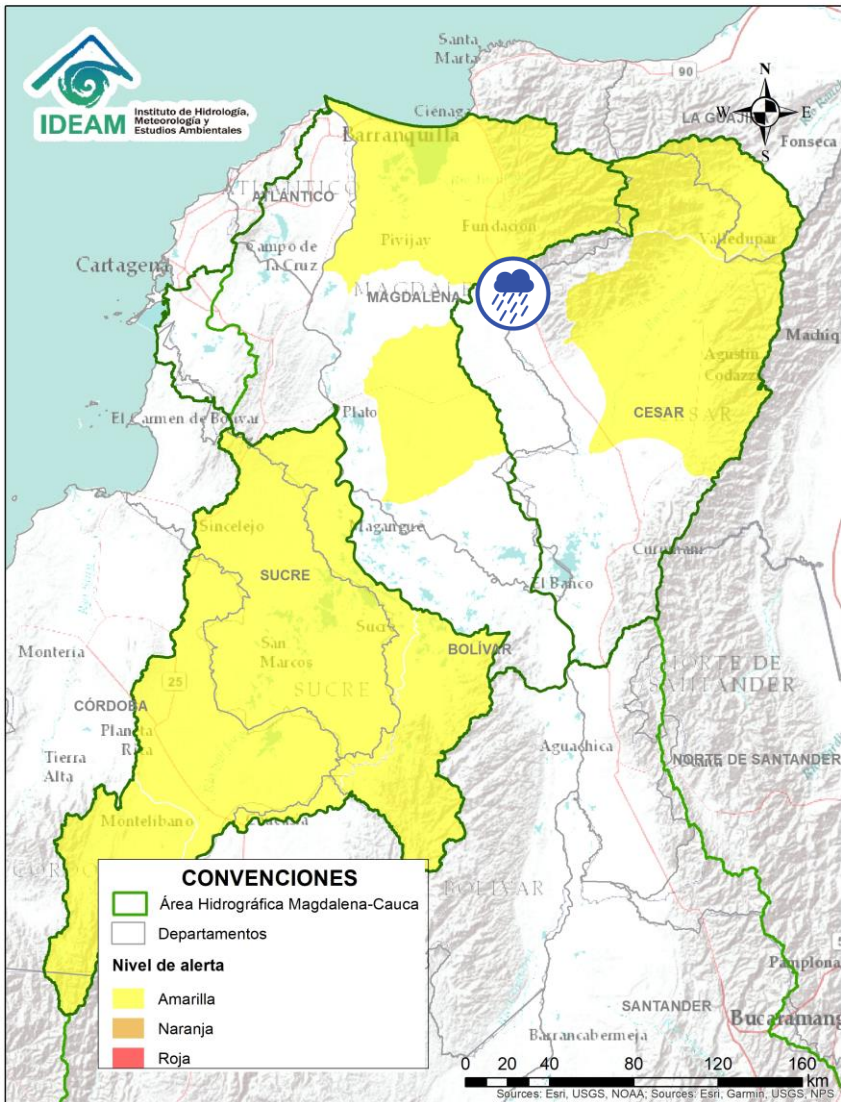 IDEAM
Instituto de Hidrología,
Meteorología y
Estudios Ambientales
Santa
Marta
90
N
W
E
S
LA GUAJIR
Ciénaga
Barranquilla
Fonseca
ATLÁNTICO
ATLANTICO
Pivijay
Fundación
Valledupar
Cartagena
Campo de
la Cruz
MAGDALENA
Machiq
Agustín
Codazzi
El Carmen de Bolívar
Plato
CESAR
Sincelejo
Magangué
SUCRE
El Banco
Sucre
San
Marcos
BOLÍVAR
Montería
SUCRE
NORTE DE
SANTANDER
25
CÓRDOBA
Planeta
Rica
Tierra
Alta
Aguachica
NORTE DE SANTANDER
Montelíbano
BOLÍVAR
CONVENCIONES
Área Hidrográfica Magdalena-Cauca
Departamentos
Nivel de alerta
Amarilla
Naranja
Roja
Pamplona
SANTANDER
Bucaramang
Barrancabermeja
0 20 40 80 120 160
km
Sources: Esri, USGS, NOAA; Sources: Esri, Garmin, USGS, NPS